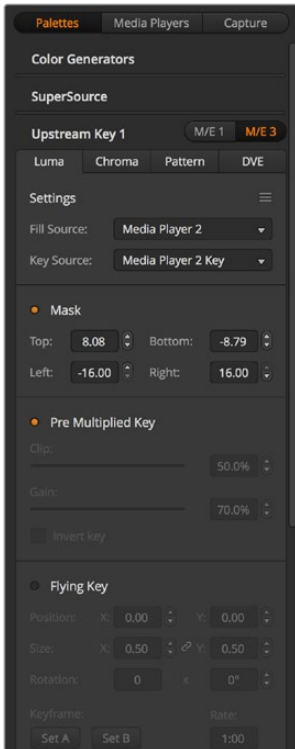 Palettes Media Players Capture
Color Generators
SuperSource
Upstream Key 1 M/E 1 M/E 3
Luma Chroma Pattern DVE
Settings
Fill Source: Media Player 2
Key Source: Media Player 2 Key
Mask
Top: 8.08 Bottom: -8.79
Left: -16.00 Right: 16.00
Pre Multiplied Key
Clip:
50.0%
Gain:
70.0%
Invert key
Flying Key
Position: X: 0.00 Y: 0.00
Size: X: 0.50 Y: 0.50
Rotation: 0 x 0°
Keyframe: Rate:
Set A Set B 1:00